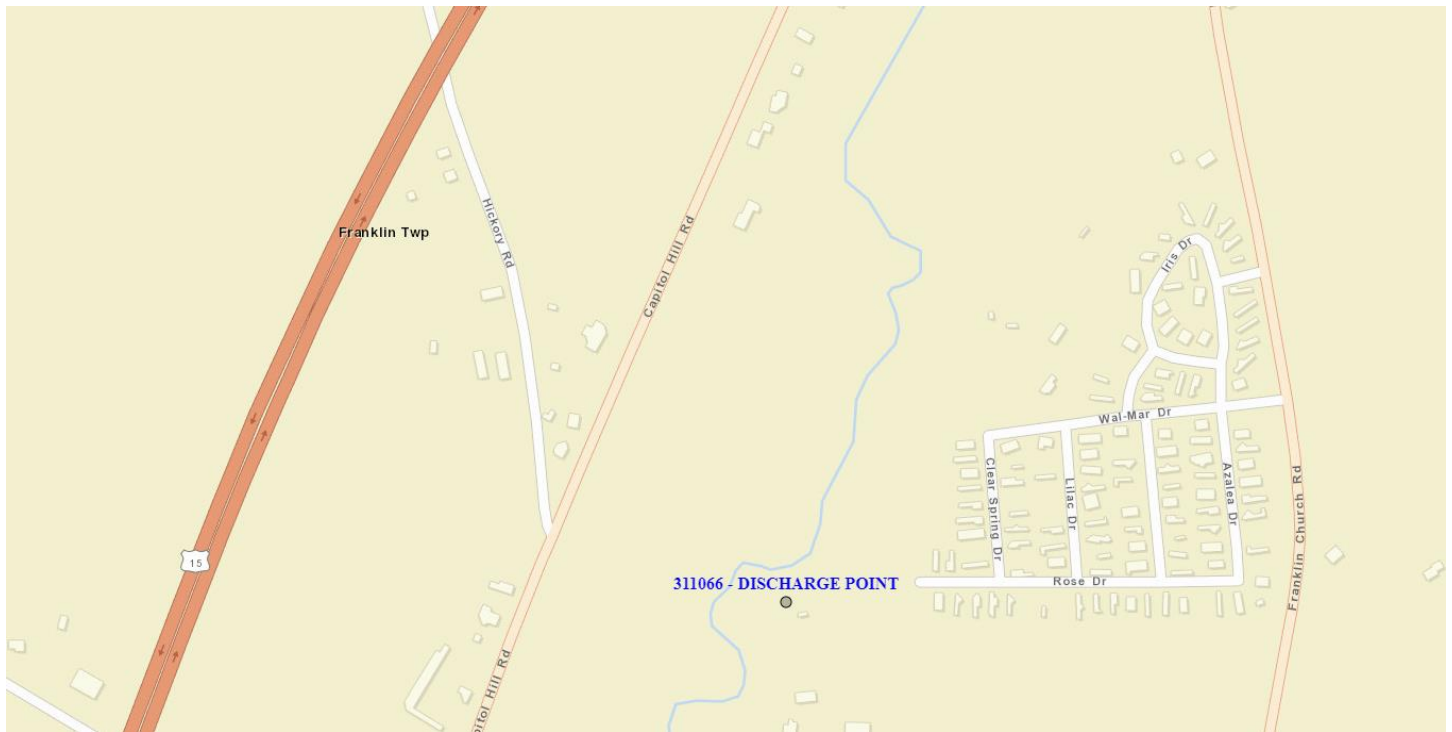 Franklin Twp
Hickory Rd
Capitol Hill Rd
Iris Dr
Wal-Mar Dr
Clear Spring Dr
Lilac Dr
Azalea Dr
Franklin Church Rd
15
311066 - DISCHARGE POINT
Rose Dr
pitol Hill Rd